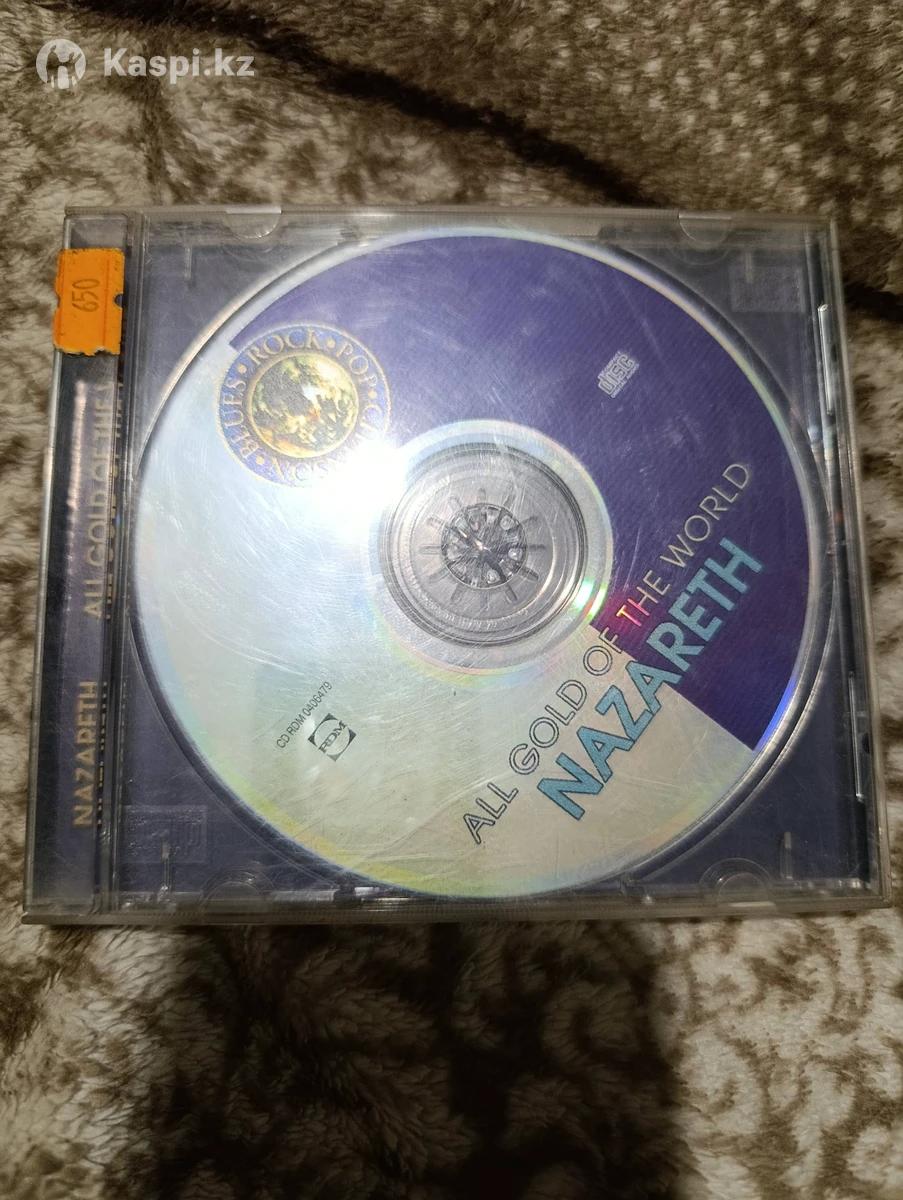 Kaspi.kz
650
NAZARETH ALL GOLD OF THE
BLUES • ROCK • POP •
disc
ALL GOLD OF THE WORLD
NAZARETH
CD RDM 0406479
RDM